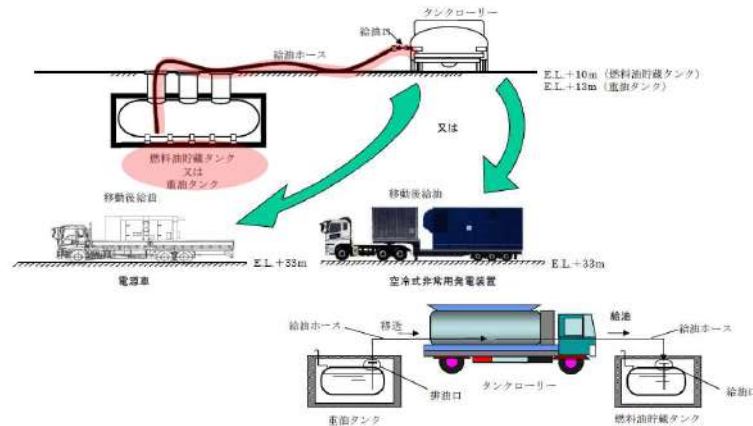 タンクローリー
給油口
給油ホース
E.L.+10m（燃料油貯蔵タンク）
E.L.+13m（重油タンク）
又は
燃料油貯蔵タンク
又は
重油タンク
移動後給油
移動後給油
E.L.+33m
E.L.+33m
電源車
空冷式非常用発電装置
給油ホース
移送
給油
給油ホース
排油口
タンクローリー
給油口
重油タンク
燃料油貯蔵タンク